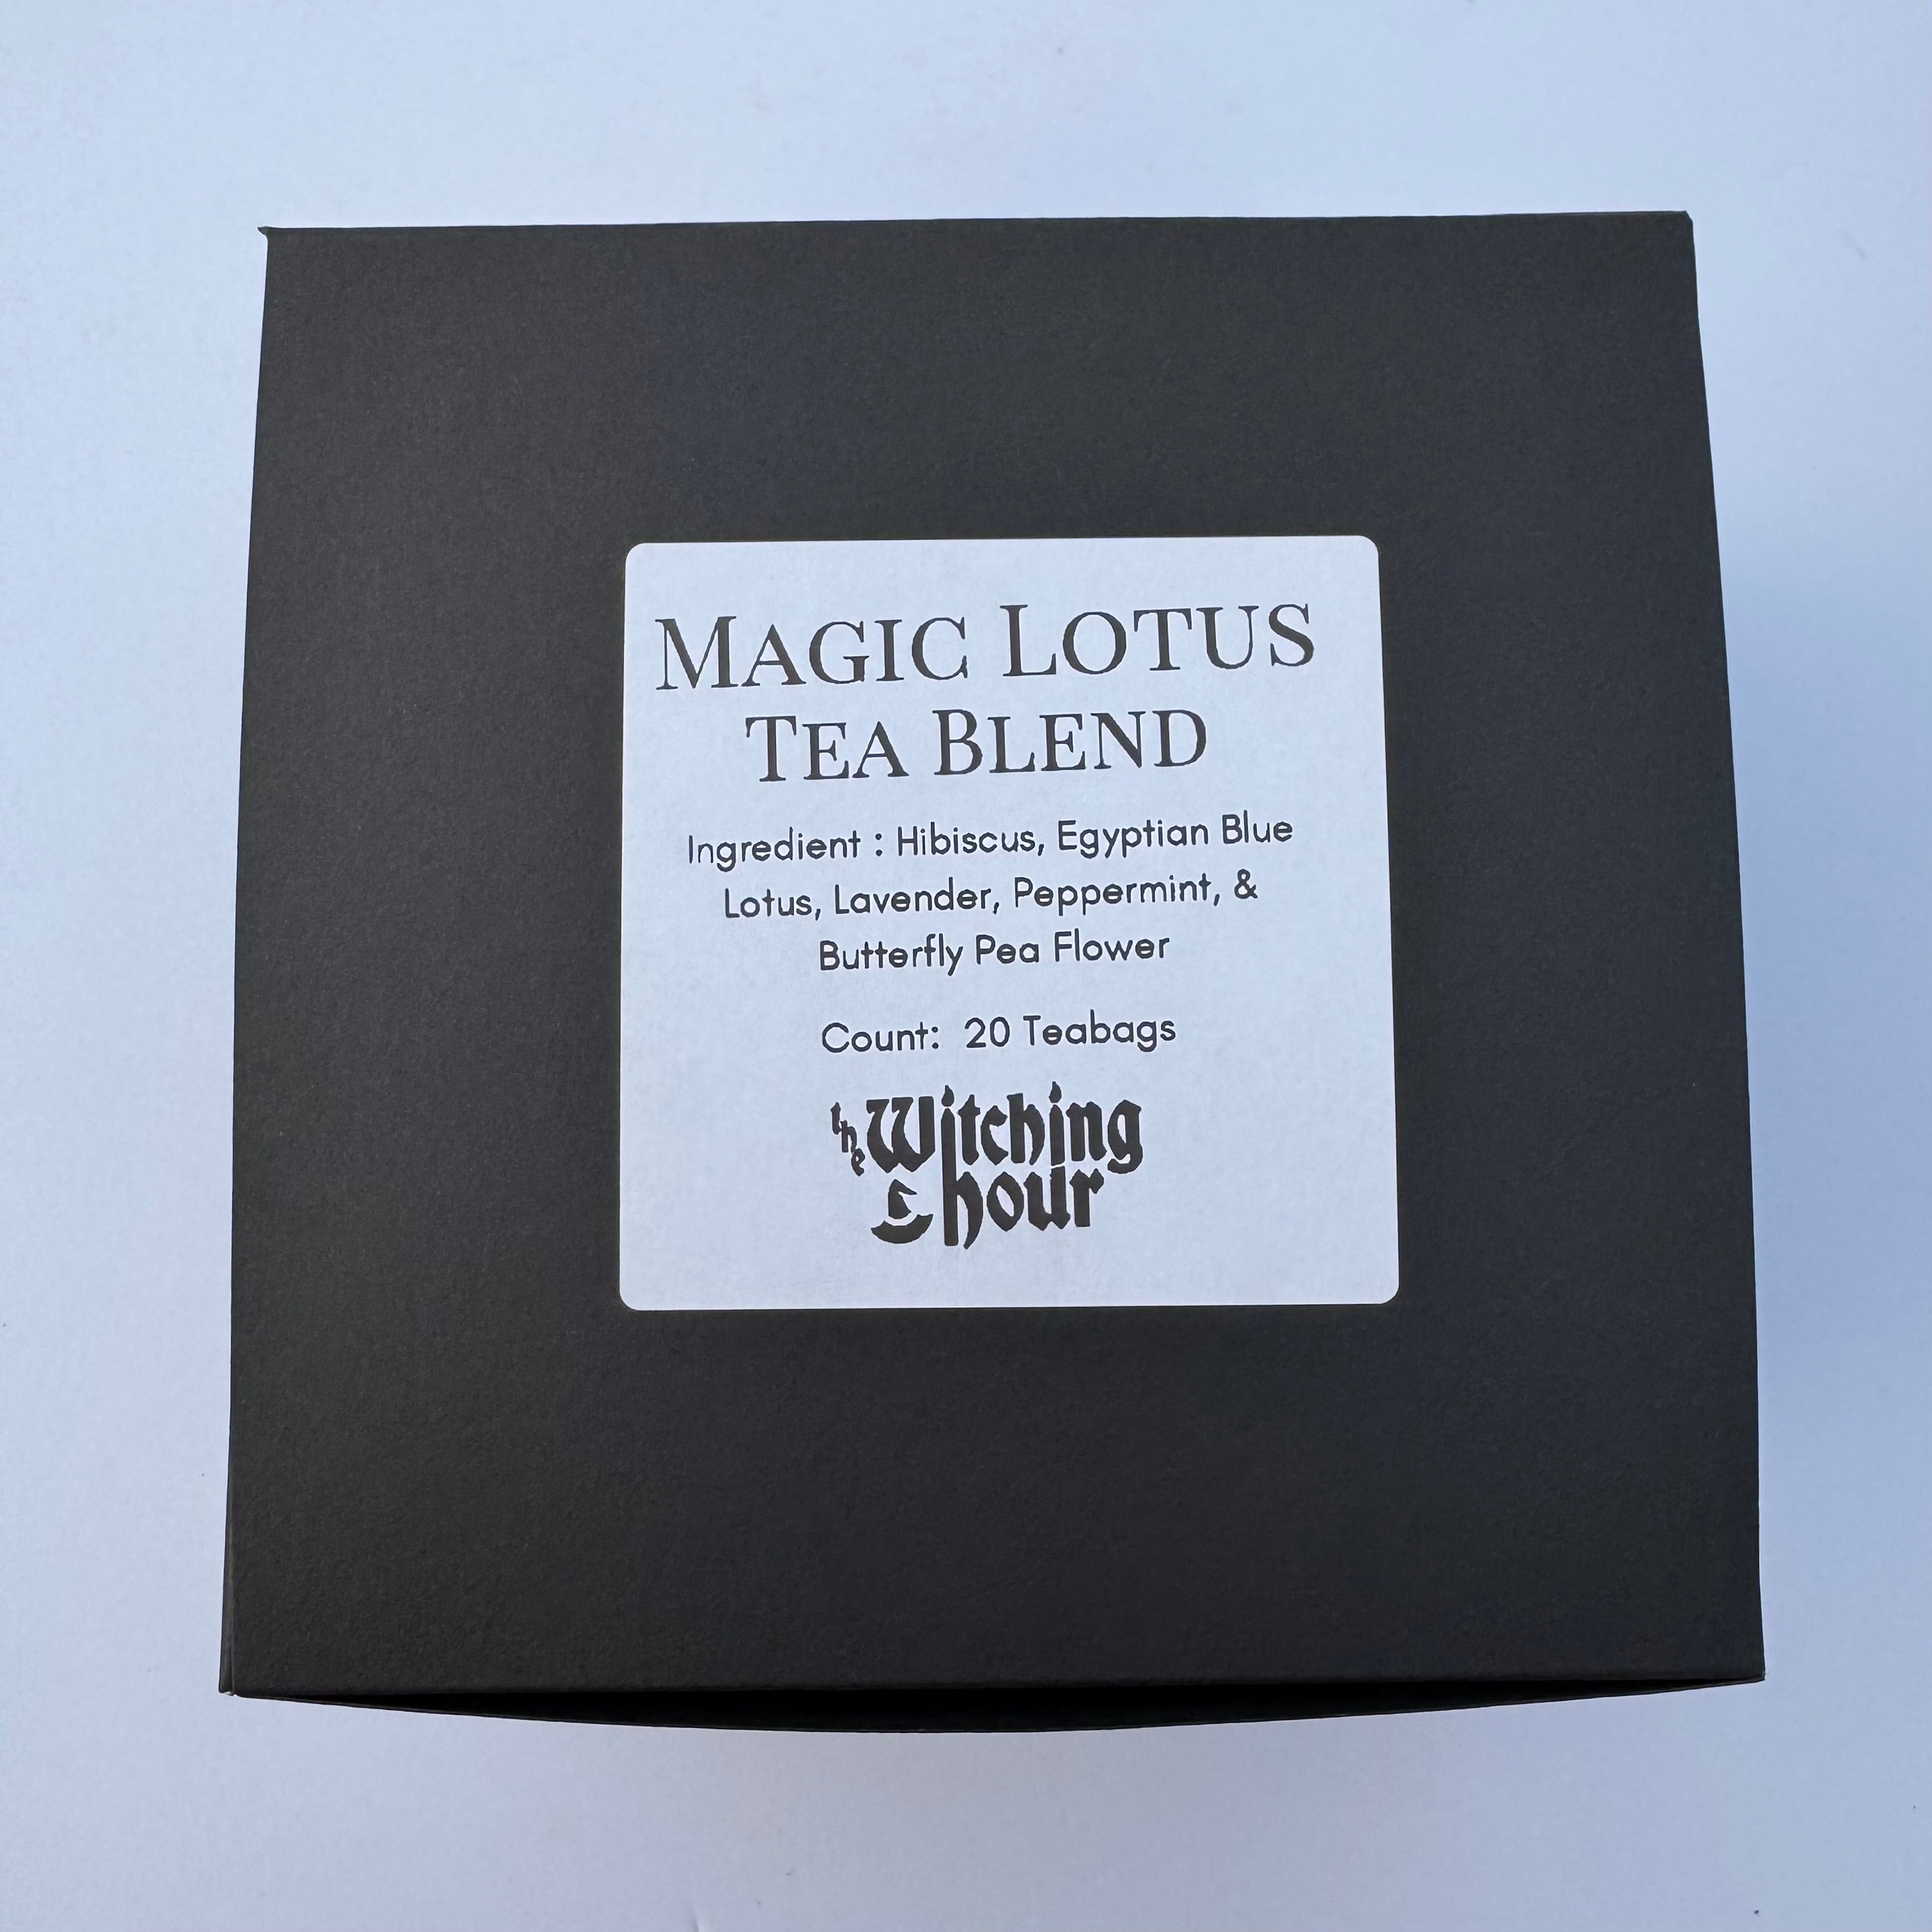 MAGIC LOTUS
TEA BLEND
Ingredient : Hibiscus, Egyptian Blue
Lotus, Lavender, Peppermint, &
Butterfly Pea Flower
Count: 20 Teabags
the Witching
hour